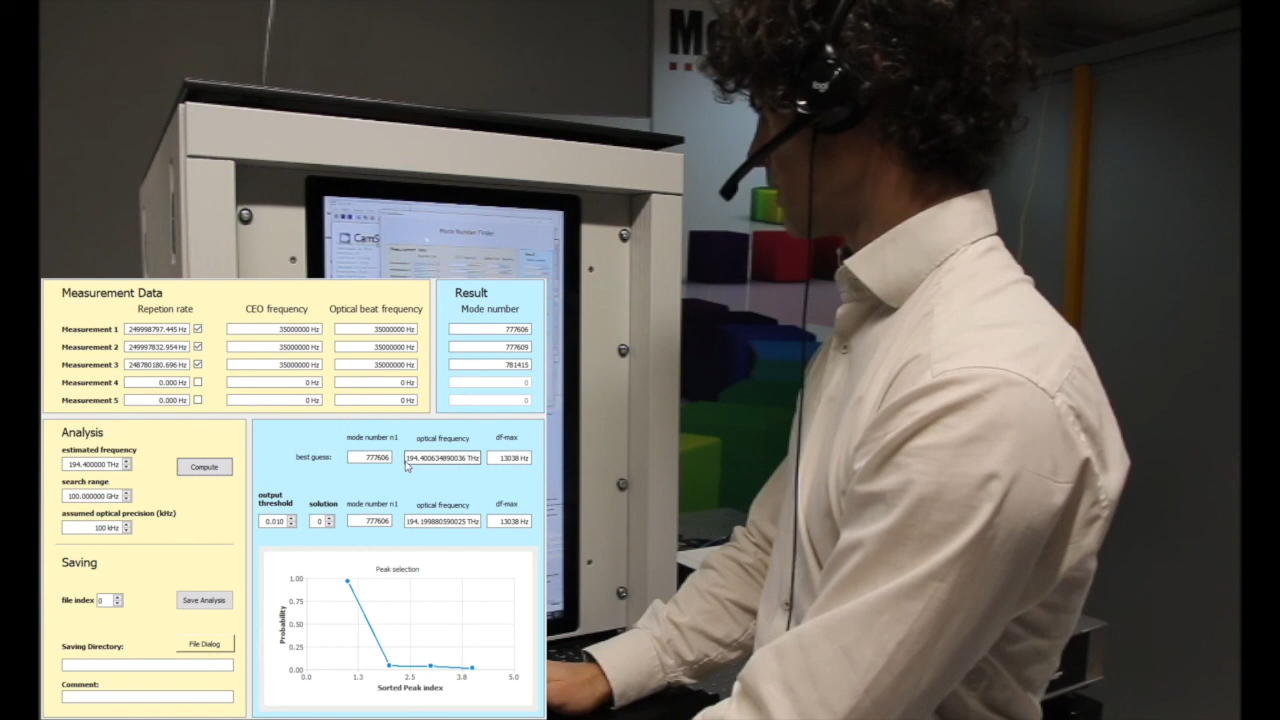 Mode Number Finder
CamS
logi
Measurement Data
Repetion rate CEO frequency Optical beat frequency
Measurement 1 249998797.445 Hz 35000000 Hz 35000000 Hz
Measurement 2 249997832.954 Hz 35000000 Hz 35000000 Hz
Measurement 3 248780180.696 Hz 35000000 Hz 35000000 Hz
Measurement 4 0.000 Hz 0 Hz 0 Hz
Measurement 5 0.000 Hz 0 Hz 0 Hz
Result
Mode number
777606
777609
781415
0
0
Analysis
estimated frequency
194.400000 THz
Compute
search range
100.000000 GHz
assumed optical precision (kHz)
100 kHz
Saving
file index 0 Save Analysis
Saving Directory: File Dialog
Comment:
mode number n1 optical frequency df-max
best guess: 777606 194.400634890036 THz 13038 Hz
output threshold solution mode number n1 optical frequency df-max
0.010 0 777606 194.199880590025 THz 13038 Hz
Peak selection
Probability
1.00
0.75
0.50
0.25
0.00
0.0 1.3 2.5 3.8 5.0
Sorted Peak index